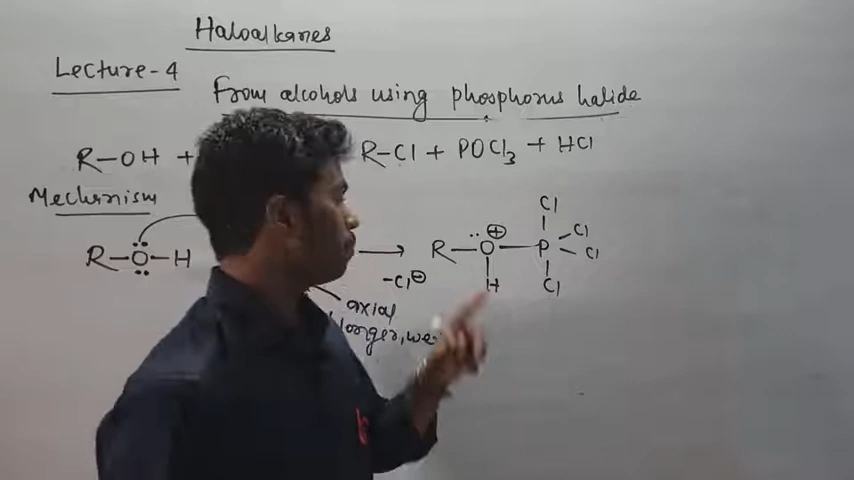 Haloalkanes
Lecture-4
From alcohols using phosphorus halide
R-OH + R-Cl + POCl3 + HCl
Mechanism
R-O-H
-Cl⊖
R-O⊕-P
H
Cl
Cl
Cl
Cl
axial
longer,